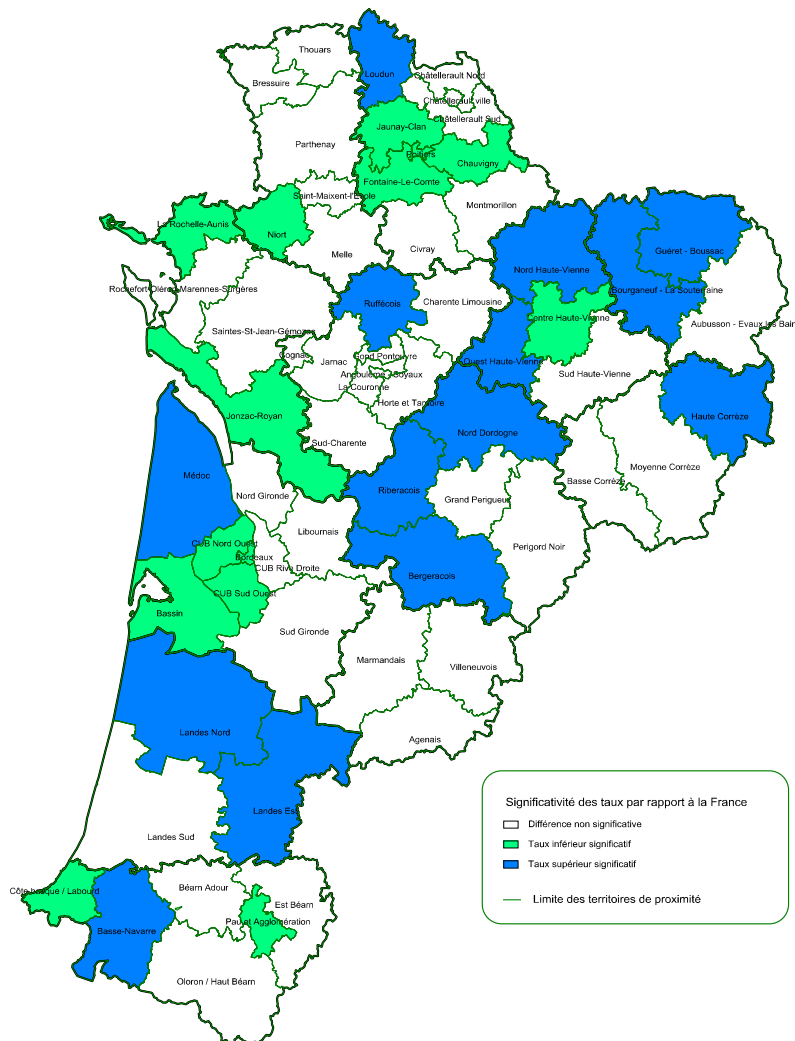 Thouars
Loudun
Châtellerault Nord
Bressuire
Châtellerault ville
Châtellerault Sud
Jaunay-Clan
Parthenay
Poitiers
Chauvigny
Fontaine-Le-Comte
Saint-Maixent-l'Ecole
Montmorillon
La Rochelle-Aunis
Niort
Melle
Civray
Guéret - Boussac
Nord Haute-Vienne
Rochefort-Oléron-Marennes-Surgères
Bourganeuf - La Souterraine
Ruffécois
Charente Limousine
Centre Haute-Vienne
Aubusson - Evaux les Bain
Saintes-St-Jean-Gémozac
Cognac
Jarnac
Gond Pontouvre
Ouest Haute-Vienne
Angoulême - Soyaux
Sud Haute-Vienne
La Couronne
Horte et Tardoire
Jonzac-Royan
Haute Corrèze
Nord Dordogne
Sud-Charente
Moyenne Corrèze
Médoc
Basse Corrèze
Riberacois
Nord Gironde
Grand Perigueux
Libournais
CUB Nord Ouest
Perigord Noir
Bordeaux
CUB Rive Droite
Bergeracois
CUB Sud Ouest
Bassin
Sud Gironde
Marmandais
Villeneuvois
Landes Nord
Agenais
Significativité des taux par rapport à la France
Landes Est
Différence non significative
Landes Sud
Taux inférieur significatif
Taux supérieur significatif
Béarn Adour
Côte basque / Labourd
Limite des territoires de proximité
Est Béarn
Pau et Agglomération
Basse-Navarre
Oloron / Haut Béarn